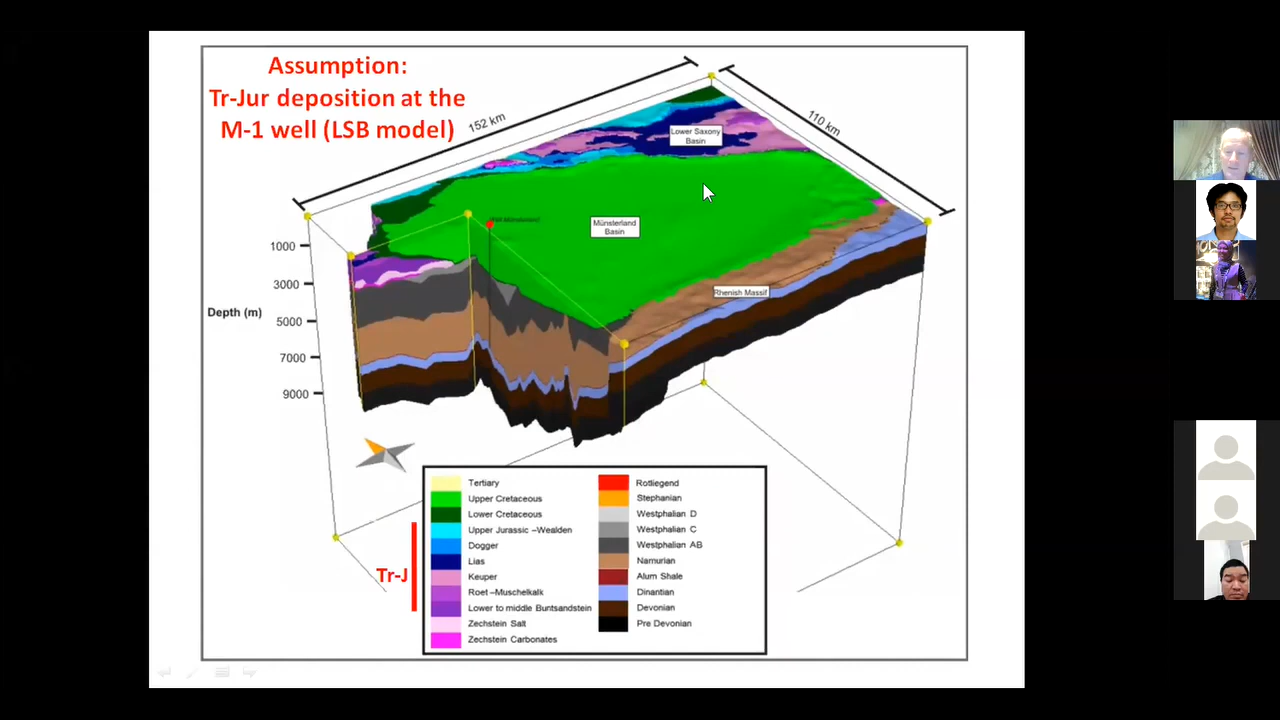 Assumption:
Tr-Jur deposition at the
M-1 well (LSB model)
152 km
110 km
Lower Saxony
Basin
Münsterland
Basin
Rhenish Massif
Depth (m)
1000
3000
5000
7000
9000
Tr-J
Tertiary
Upper Cretaceous
Lower Cretaceous
Upper Jurassic –Wealden
Dogger
Lias
Keuper
Roet –Muschelkalk
Lower to middle Buntsandstein
Zechstein Salt
Zechstein Carbonates
Rotliegend
Stephanian
Westphalian D
Westphalian C
Westphalian AB
Namurian
Alum Shale
Dinantian
Devonian
Pre Devonian